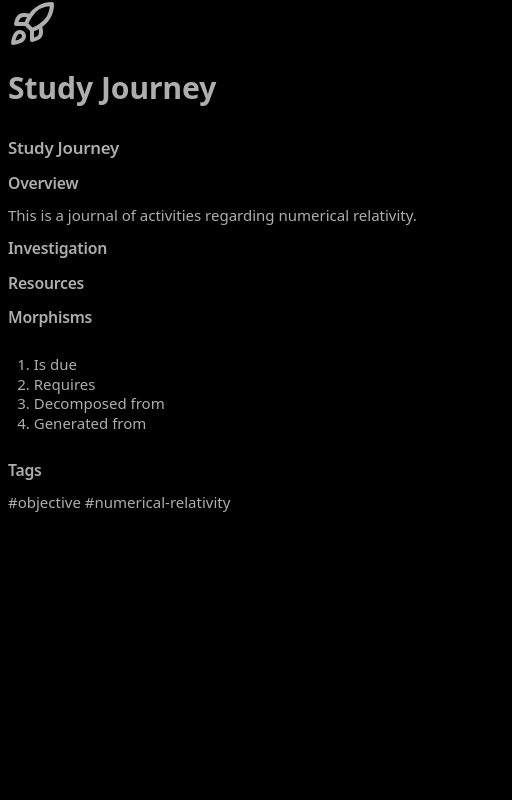 Study Journey
Study Journey
Overview
This is a journal of activities regarding numerical relativity.
Investigation
Resources
Morphisms
1. Is due
2. Requires
3. Decomposed from
4. Generated from
Tags
#objective #numerical-relativity